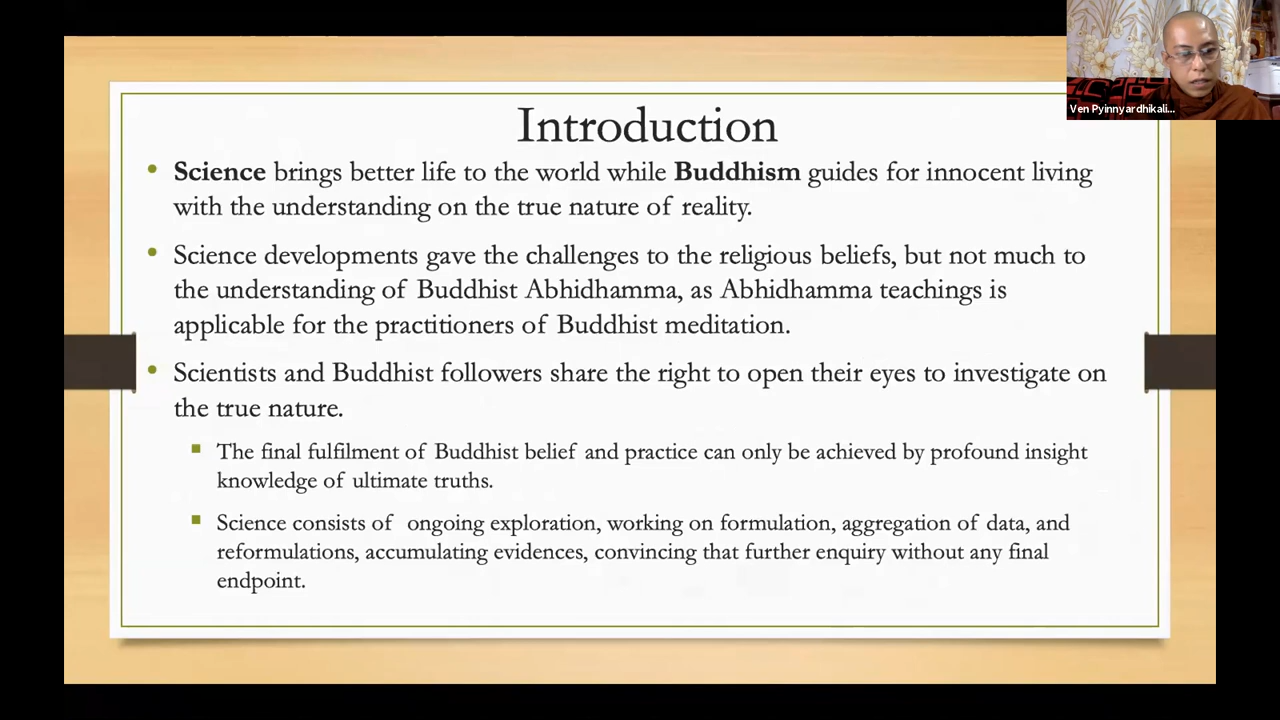 Ven Pyinnyardhikali...
Introduction
Science brings better life to the world while Buddhism guides for innocent living
with the understanding on the true nature of reality.
Science developments gave the challenges to the religious beliefs, but not much to
the understanding of Buddhist Abhidhamma, as Abhidhamma teachings is
applicable for the practitioners of Buddhist meditation.
Scientists and Buddhist followers share the right to open their eyes to investigate on
the true nature.
The final fulfilment of Buddhist belief and practice can only be achieved by profound insight
knowledge of ultimate truths.
Science consists of ongoing exploration, working on formulation, aggregation of data, and
reformulations, accumulating evidences, convincing that further enquiry without any final
endpoint.